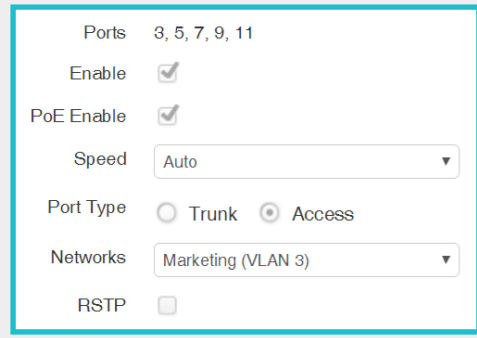 Ports 3, 5, 7, 9, 11
Enable
PoE Enable
Speed Auto
Port Type Trunk Access
Networks Marketing (VLAN 3)
RSTP